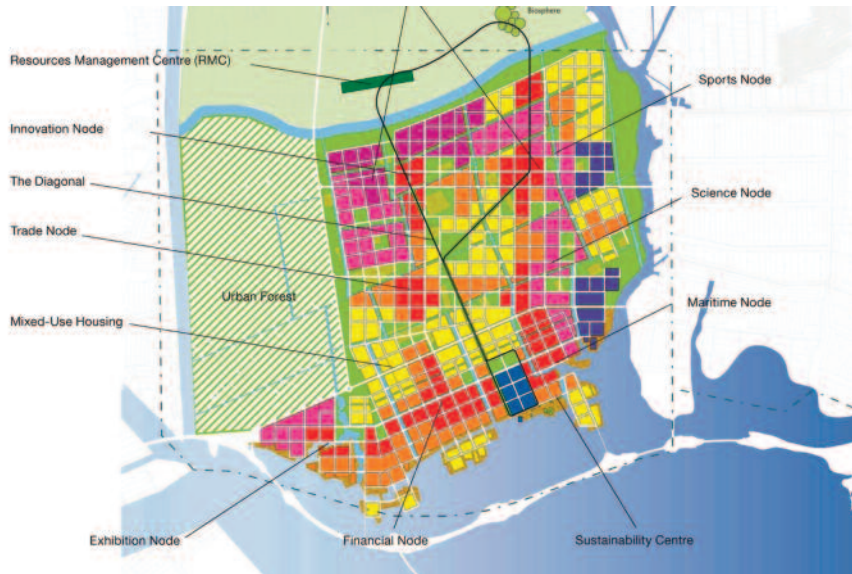 Biosphere
Resources Management Centre (RMC)
Sports Node
Innovation Node
The Diagonal
Science Node
Trade Node
Urban Forest
Maritime Node
Mixed-Use Housing
Exhibition Node
Financial Node
Sustainability Centre